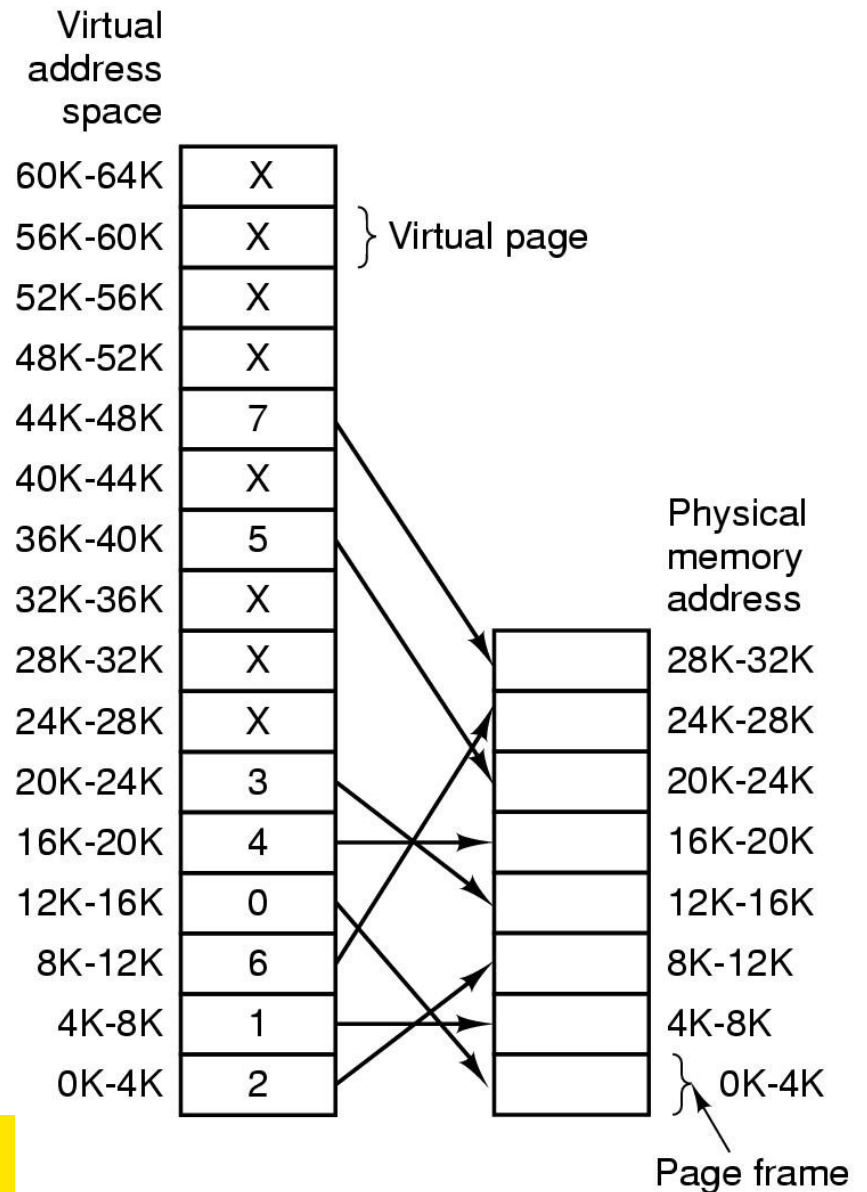 Virtual
address
space
60K-64K X
56K-60K X Virtual page
52K-56K X
48K-52K X
44K-48K 7
40K-44K X
36K-40K 5
32K-36K X
28K-32K X
24K-28K X
20K-24K 3
16K-20K 4
12K-16K 0
8K-12K 6
4K-8K 1
0K-4K 2
Physical
memory
address
28K-32K
24K-28K
20K-24K
16K-20K
12K-16K
8K-12K
4K-8K
0K-4K
Page frame